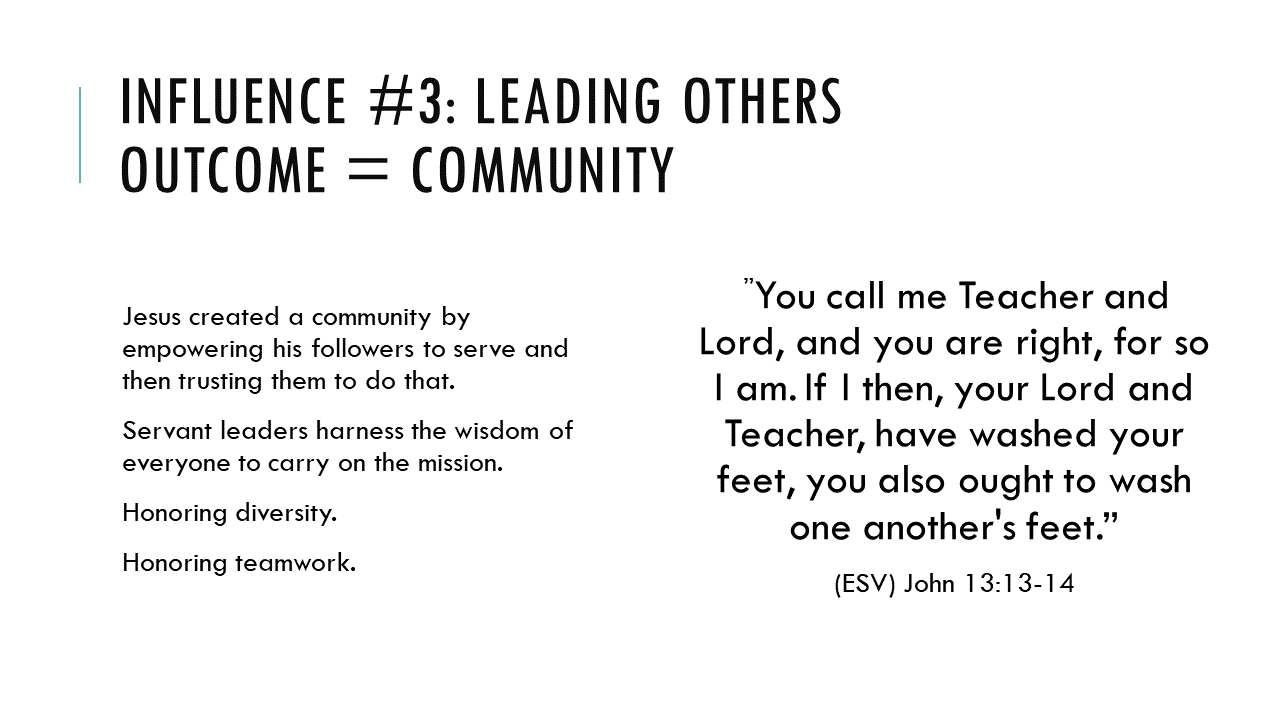 INFLUENCE #3: LEADING OTHERS
OUTCOME = COMMUNITY
Jesus created a community by
empowering his followers to serve and
then trusting them to do that.
Servant leaders harness the wisdom of
everyone to carry on the mission.
Honoring diversity.
Honoring teamwork.
”You call me Teacher and
Lord, and you are right, for so
I am. If I then, your Lord and
Teacher, have washed your
feet, you also ought to wash
one another's feet.”
(ESV) John 13:13-14